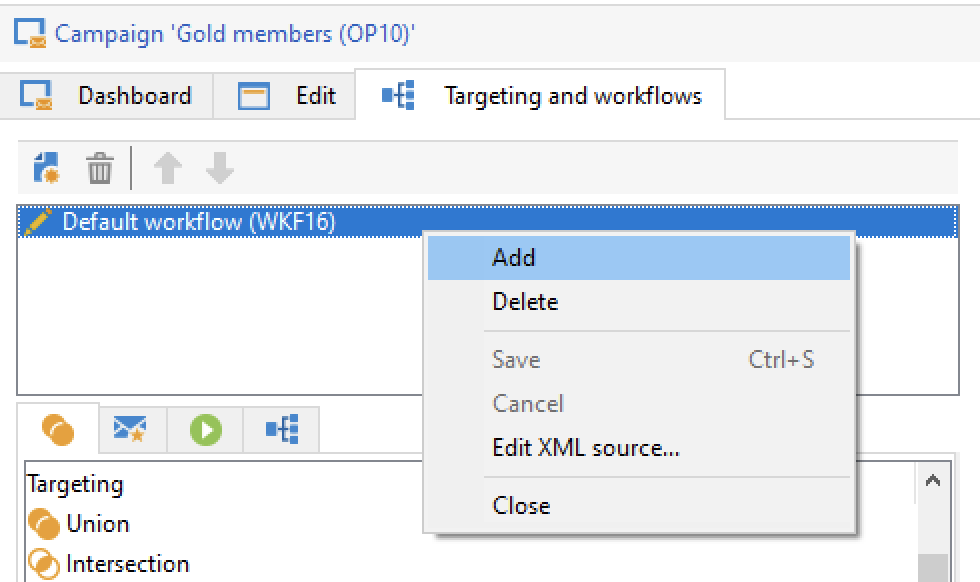 Campaign 'Gold members (OP10)'
Dashboard Edit Targeting and workflows
Default workflow (WKF16)
Add
Delete
Save Ctrl+S
Cancel
Edit XML source...
Close
Targeting
Union
Intersection